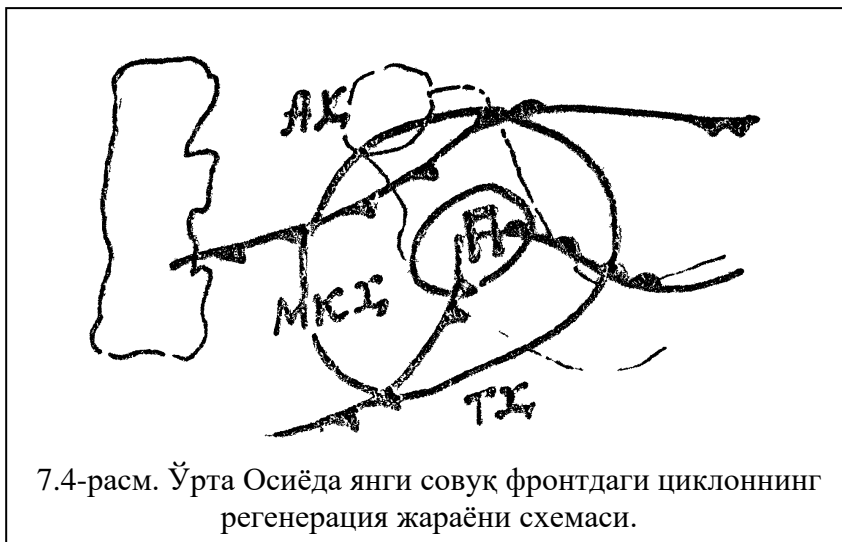 АҲ
П
МКҲ
ТҲ
7.4-расм. Ўрта Осиёда янги совуқ фронтдаги циклоннинг
регенерация жараёни схемаси.